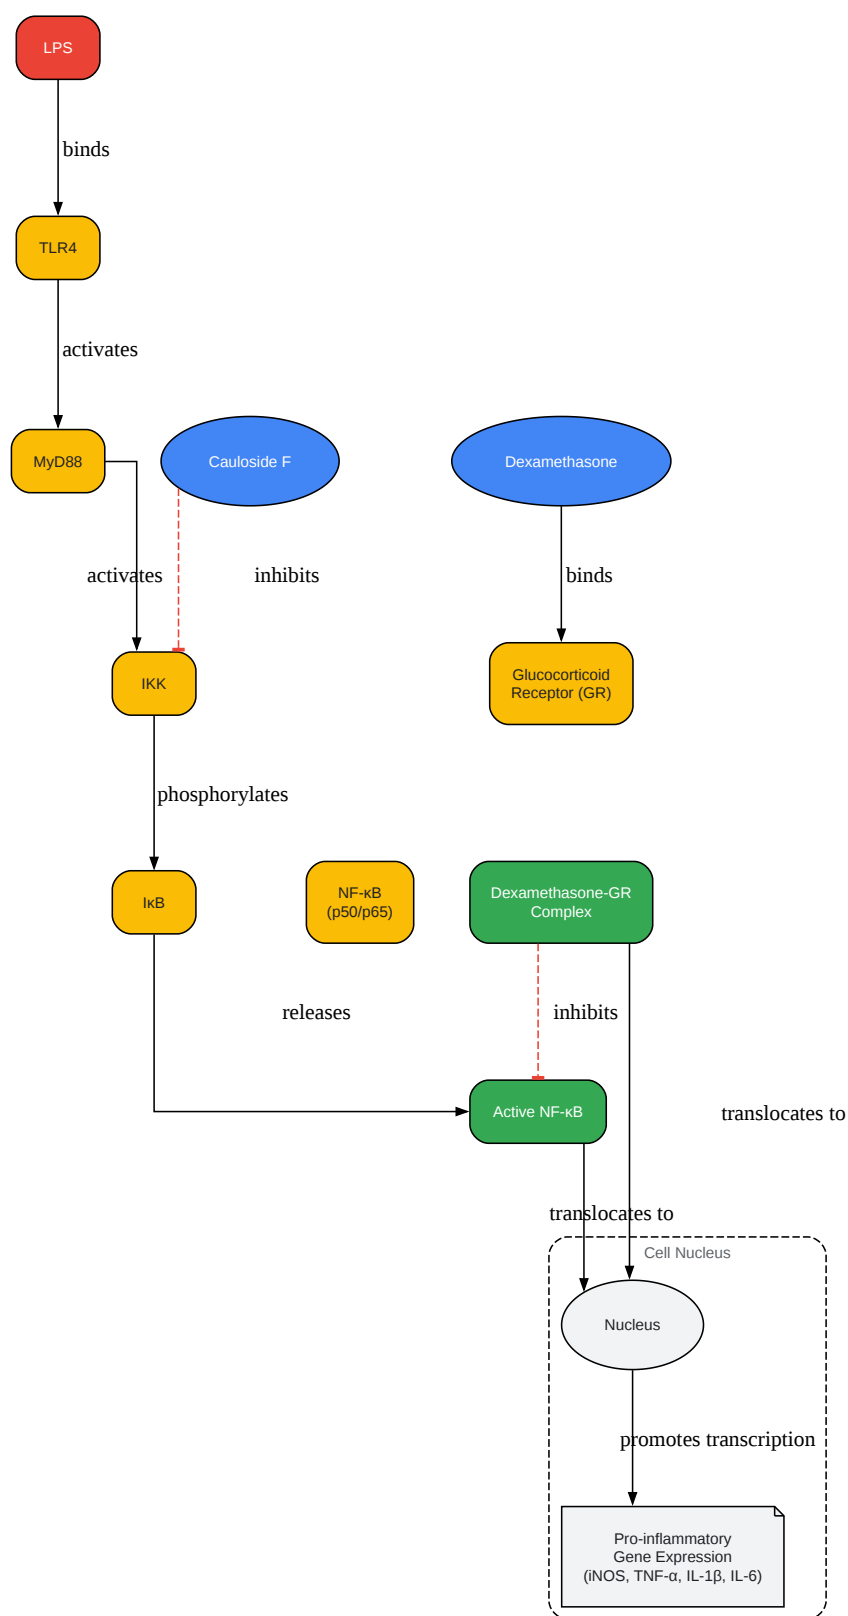 LPS
binds
TLR4
activates
MyD88
Cauloside F
Dexamethasone
activates
inhibits
binds
IKK
Glucocorticoid
Receptor (GR)
phosphorylates
IκB
NF-κB
(p50/p65)
Dexamethasone-GR
Complex
releases
inhibits
Active NF-κB
translocates to
translocates to
Cell Nucleus
Nucleus
promotes transcription
Pro-inflammatory
Gene Expression
(iNOS, TNF-α, IL-1β, IL-6)